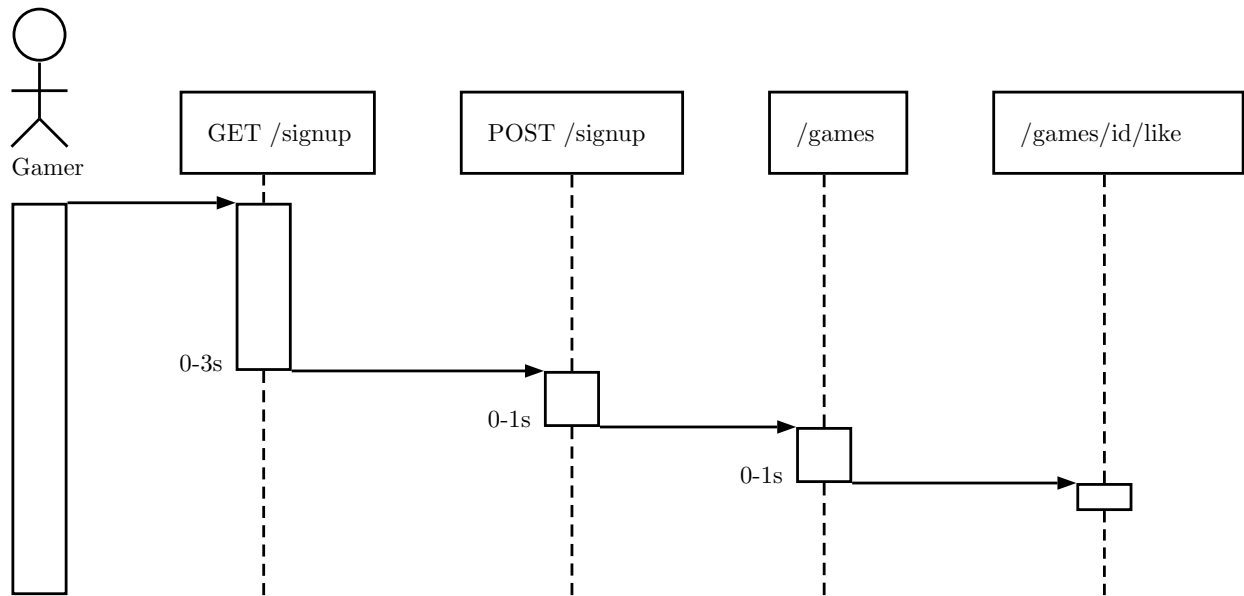 Gamer
GET /signup
POST /signup
/games
/games/id/like
0-3s
0-1s
0-1s